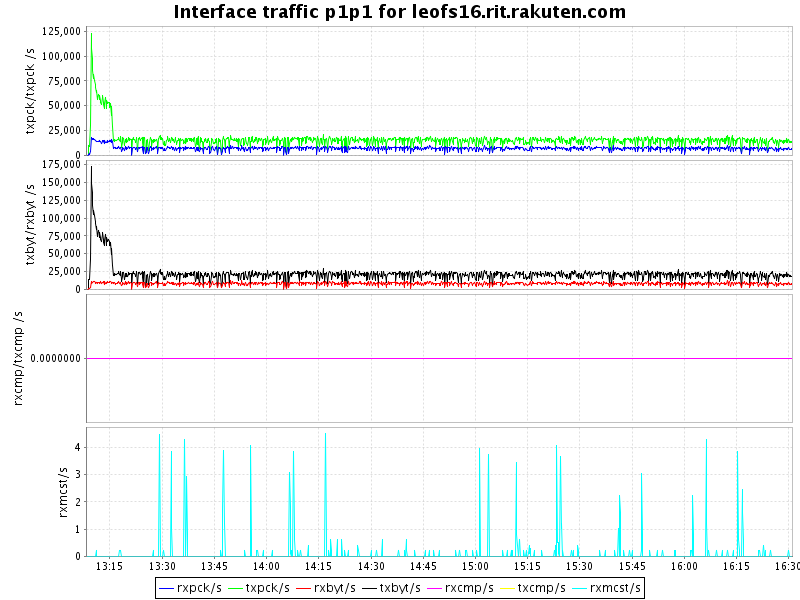 Interface traffic p1p1 for leofs16.rit.rakuten.com
txpck/txpck /s
125,000
100,000
75,000
50,000
25,000
0
txbyt/rxbyt /s
175,000
150,000
125,000
100,000
75,000
50,000
25,000
0
rxcmp/txcmp /s
0.0000000
rxmcst/s
4
3
2
1
0
13:15 13:30 13:45 14:00 14:15 14:30 14:45 15:00 15:15 15:30 15:45 16:00 16:15 16:30
rxpck/s txpck/s rxbyt/s txbyt/s rxcmp/s txcmp/s rxmcst/s